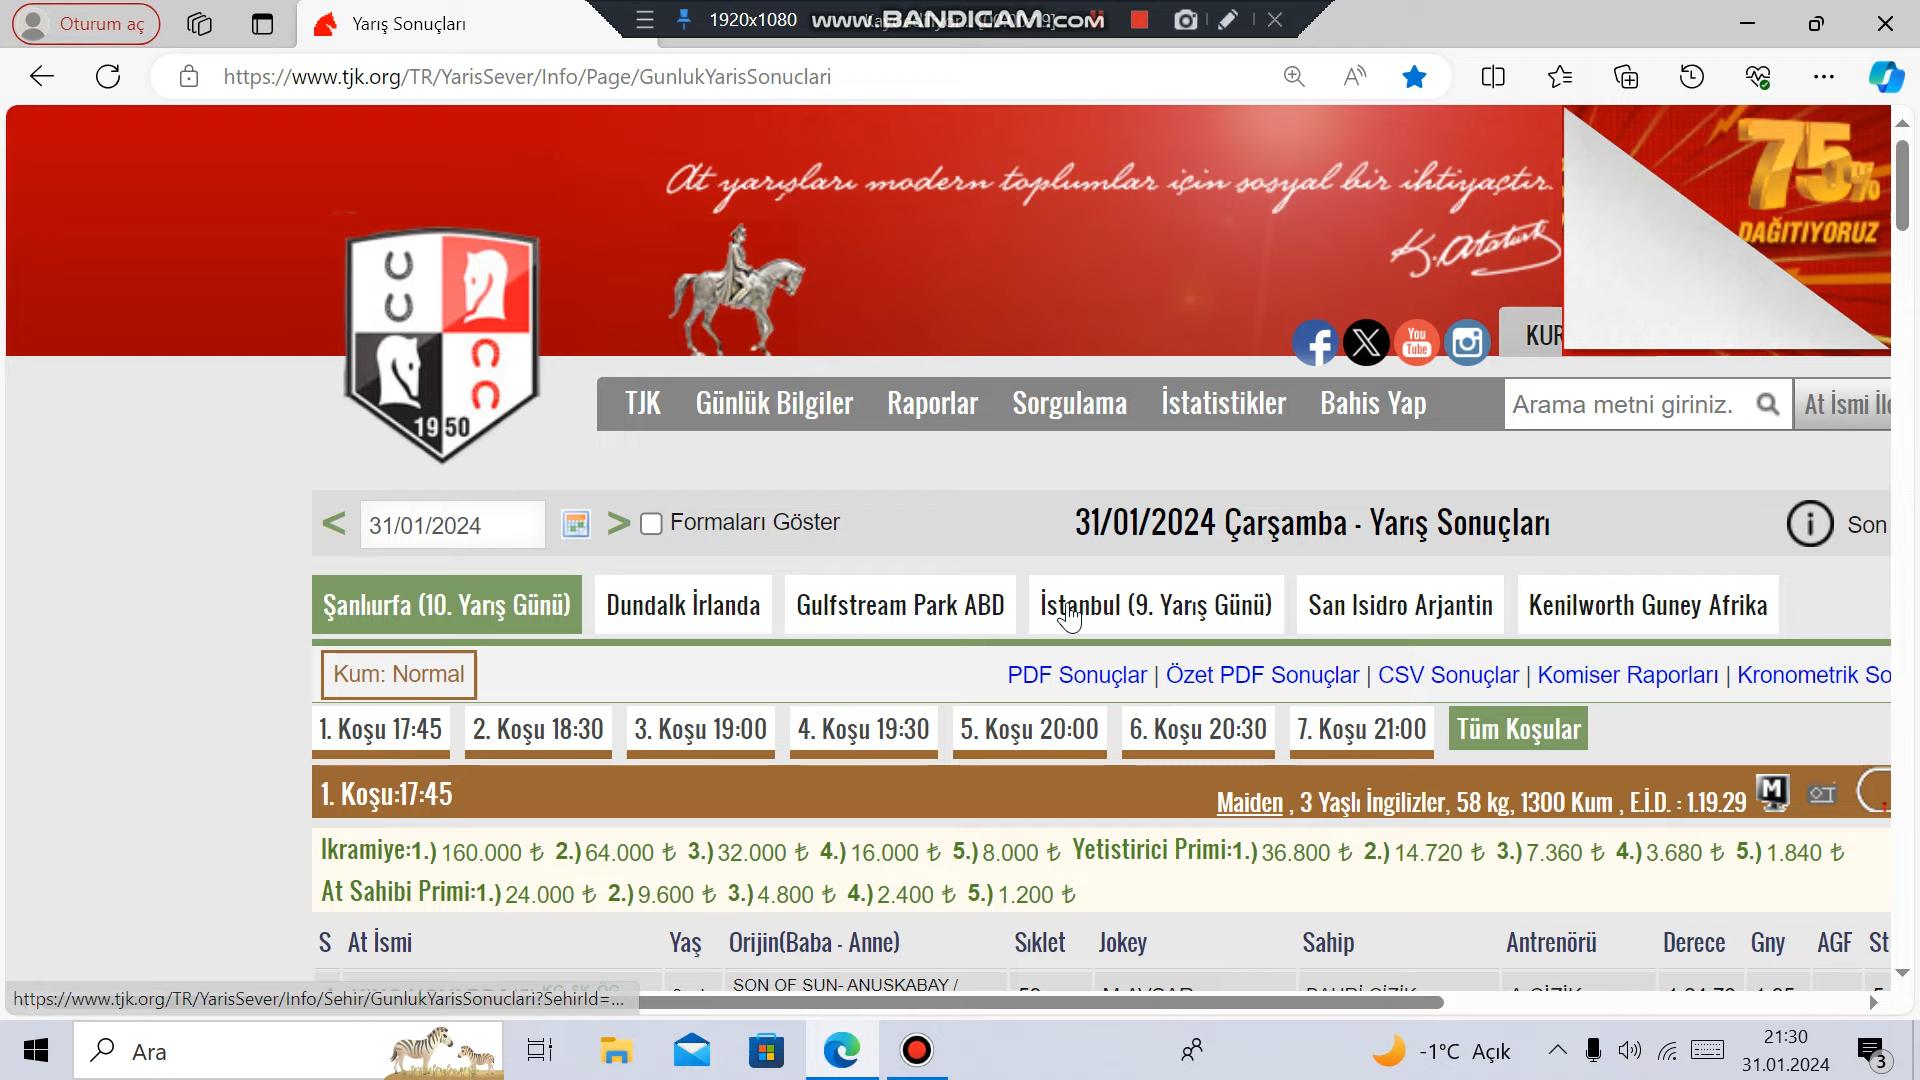 Oturum aç
Yarış Sonuçları
1920x1080
www.BANDICAM.com
https://www.tjk.org/TR/YarisSever/Info/Page/GunlukYarisSonuclari
At yarışları modern toplumlar için sosyal bir ihtiyaçtır.
K. Atatürk
75%
DAĞITIYORUZ
1950
You
Tube
KUR
TJK Günlük Bilgiler Raporlar Sorgulama İstatistikler Bahis Yap
Arama metni giriniz.
At İsmi
31/01/2024
Formaları Göster
31/01/2024 Çarşamba - Yarış Sonuçları
Son
Şanlıurfa (10. Yarış Günü) Dundalk İrlanda Gulfstream Park ABD İstanbul (9. Yarış Günü) San Isidro Arjantin Kenilworth Guney Afrika
Kum: Normal
PDF Sonuçlar | Özet PDF Sonuçlar | CSV Sonuçlar | Komiser Raporları | Kronometrik So
1. Koşu 17:45 2. Koşu 18:30 3. Koşu 19:00 4. Koşu 19:30 5. Koşu 20:00 6. Koşu 20:30 7. Koşu 21:00 Tüm Koşular
1. Koşu:17:45
Maiden , 3 Yaşlı İngilizler, 58 kg, 1300 Kum , E.İ.D. : 1.19.29
M
Ikramiye:1.) 160.000 ₺ 2.) 64.000 ₺ 3.) 32.000 ₺ 4.) 16.000 ₺ 5.) 8.000 ₺ Yetistirici Primi:1.) 36.800 ₺ 2.) 14.720 ₺ 3.) 7.360 ₺ 4.) 3.680 ₺ 5.) 1.840 ₺
At Sahibi Primi:1.) 24.000 ₺ 2.) 9.600 ₺ 3.) 4.800 ₺ 4.) 2.400 ₺ 5.) 1.200 ₺
S At İsmi Yaş Orijin(Baba - Anne) Sıklet Jokey Sahip Antrenörü Derece Gny AGF St
SON OF SUN- ANUSKABAY /
https://www.tjk.org/TR/YarisSever/Info/Sehir/GunlukYarisSonuclari?SehirId=...
Ara
-1°C Açık
21:30
31.01.2024
3